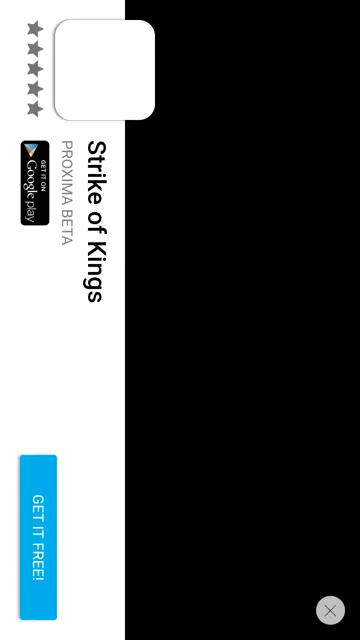 Strike of Kings
PROXIMA BETA
GET IT ON
Google play
GET IT FREE!